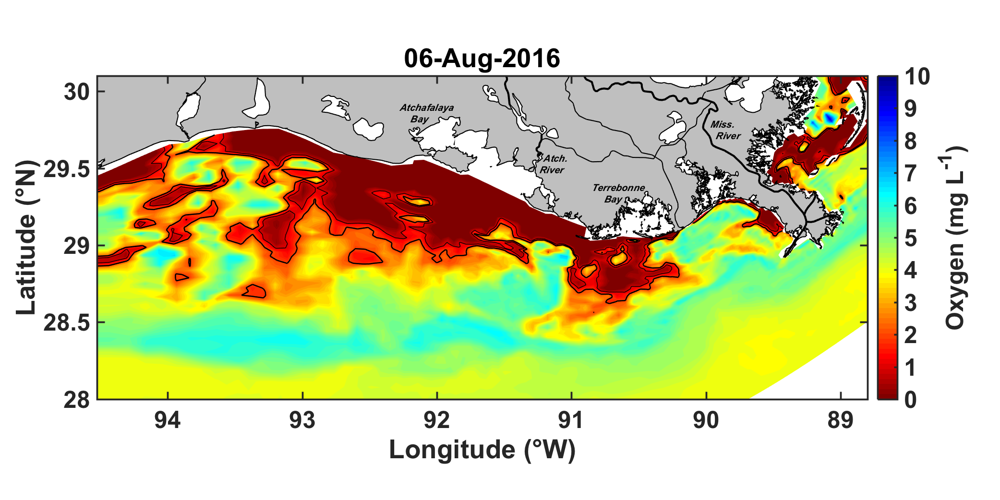 06-Aug-2016
10
9
8
7
6
5
4
3
2
1
0
Oxygen (mg L-1)
30
29.5
29
28.5
28
Latitude (°N)
Atchafalaya
Bay
Miss.
River
Atch.
River
Terrebonne
Bay
94
93
92
91
90
89
Longitude (°W)